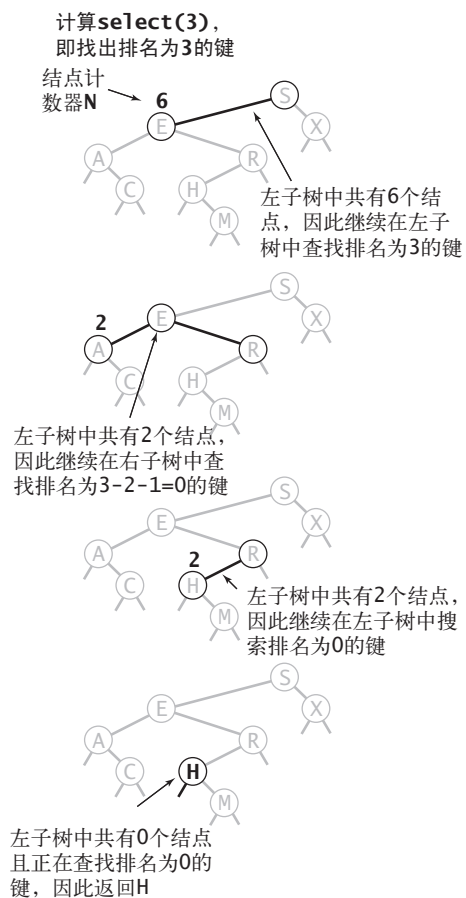 计算select(3),
即找出排名为3的键
结点计
数器N
6
S
E
X
A
R
C
H
M
左子树中共有6个结
点，因此继续在左子
树中查找排名为3的键
S
2
E
X
A
R
C
H
M
左子树中共有2个结点，
因此继续在右子树中查
找排名为3-2-1=0的键
S
E
X
A
2
R
C
H
M
左子树中共有2个结点，
因此继续在左子树中搜
索排名为0的键
S
E
X
A
R
C
H
M
左子树中共有0个结点
且正在查找排名为0的
键，因此返回H